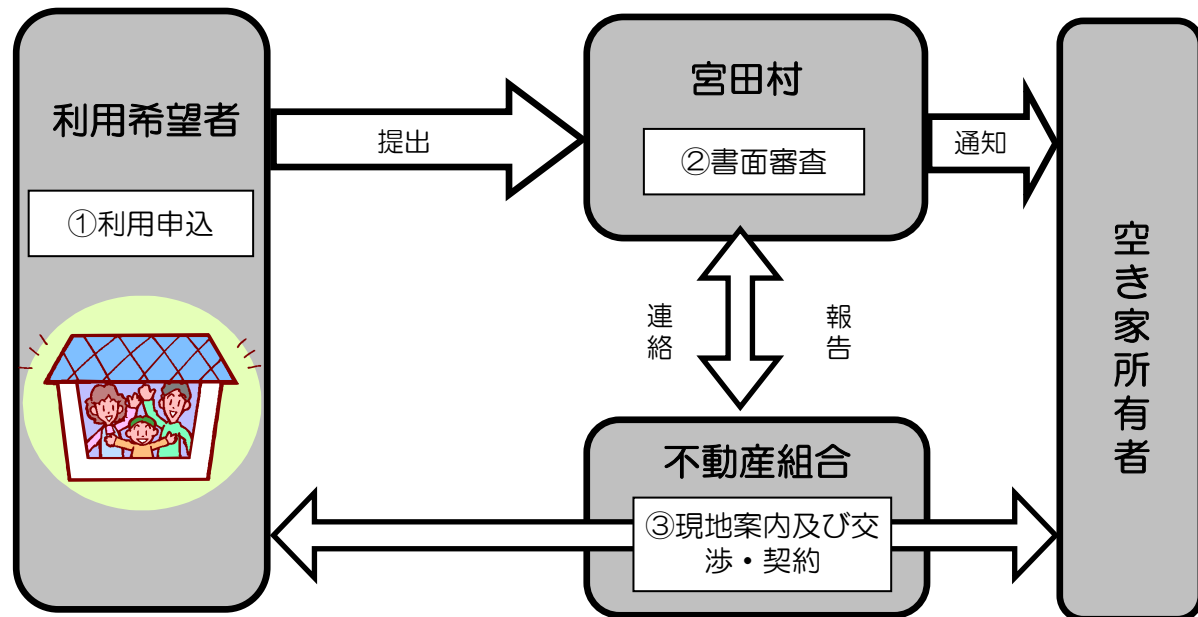 利用希望者
①利用申込
提出
宮田村
②書面審査
通知
連絡
報告
不動産組合
③現地案内及び交
渉・契約
空き家所有者